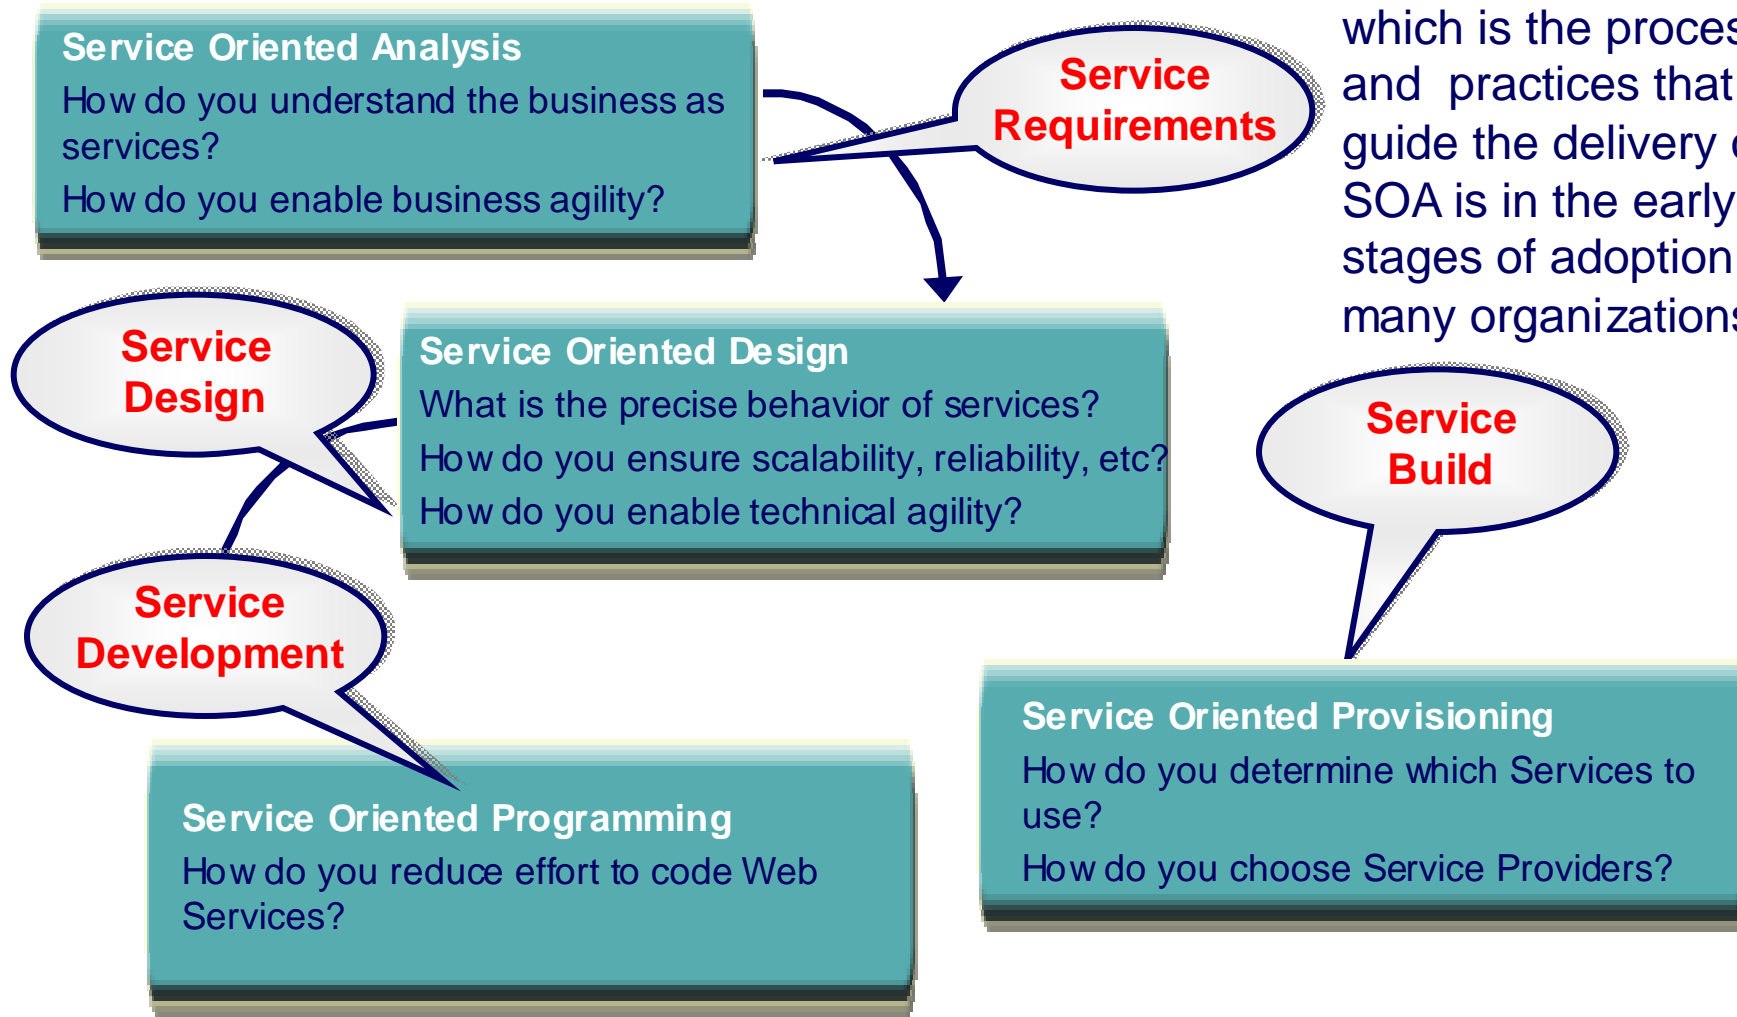 Service Oriented Analysis
How do you understand the business as
services?
How do you enable business agility?
Service
Requirements
which is the
and practices that
guide the delivery
SOA is in the early
stages of adoption
many
Service
Design
Service Oriented Design
What is the precise behavior of services?
How do you ensure scalability, reliability, etc?
How do you enable technical agility?
Service
Build
Service
Development
Service Oriented Programming
How do you reduce effort to code Web
Services?
Service Oriented Provisioning
How do you determine which Services to
use?
How do you choose Service Providers?